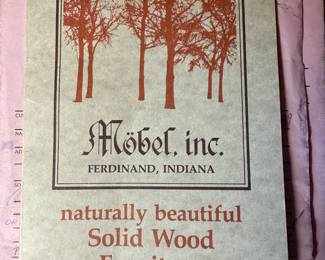 Möbel, inc.
FERDINAND, INDIANA
naturally beautiful
Solid Wood